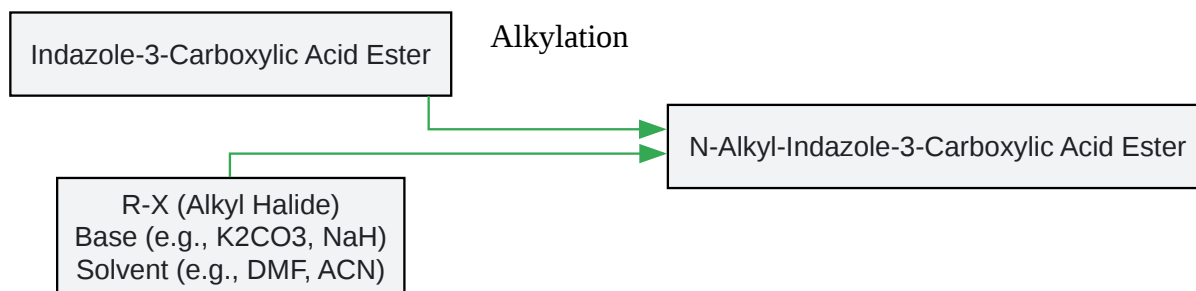 Indazole-3-Carboxylic Acid Ester
Alkylation
N-Alkyl-Indazole-3-Carboxylic Acid Ester
R-X (Alkyl Halide)
Base (e.g., K2CO3, NaH)
Solvent (e.g., DMF, ACN)